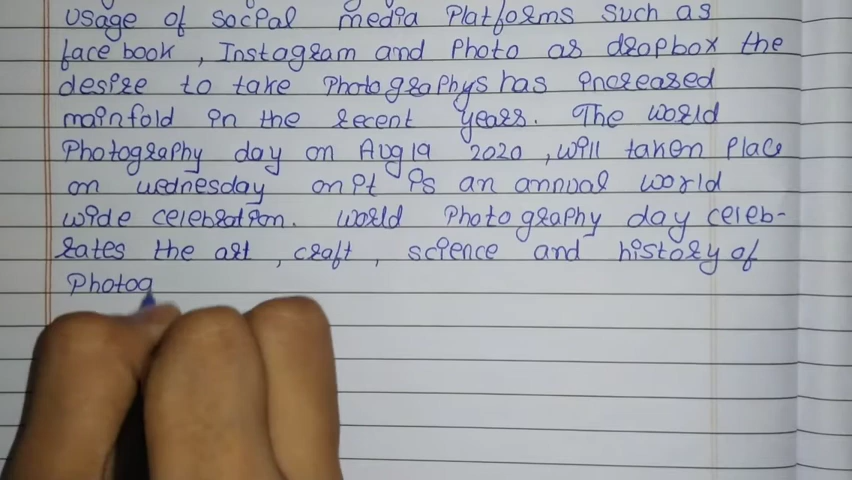 Usage of social media Platforms such as
face book , Instagram and Photo as dropbox the
desire to take Photographys has increased
mainfold in the recent years. The World
Photography day on Aug 19 2020 , will taken Place
on wednesday on it is an annual world
wide celebration. World Photography day celeb-
rates the art , craft , science and history of
Photog